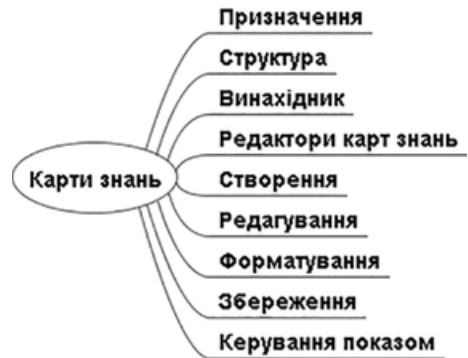 Призначення
Структура
Винахідник
Редактори карт знань
Карти знань
Створення
Редагування
Форматування
Збереження
Керування показом